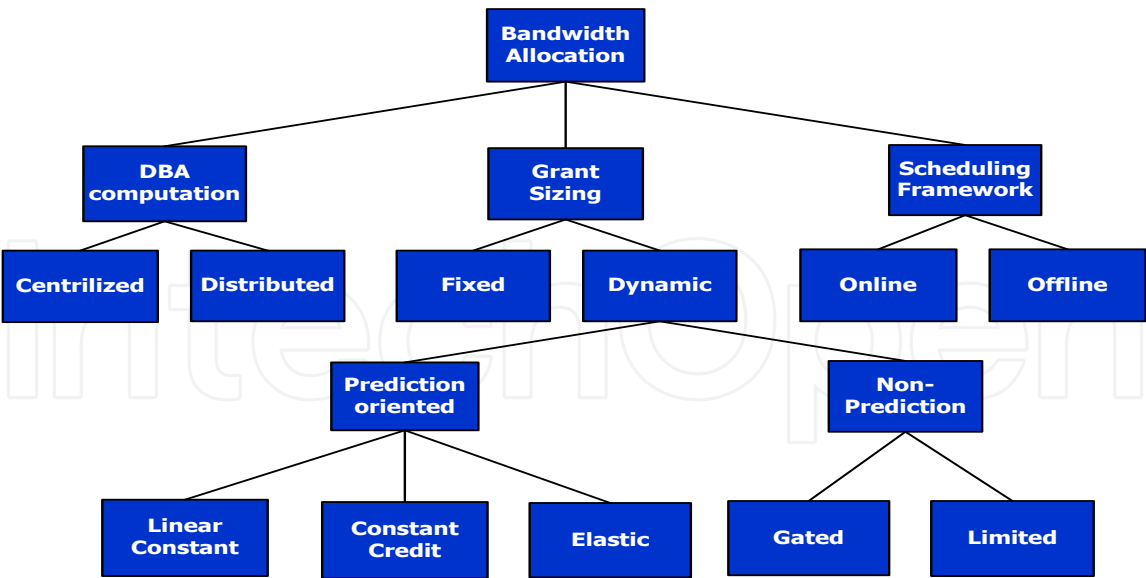 Bandwidth
Allocation
DBA
computation
Grant
Sizing
Scheduling
Framework
Centrilized
Distributed
Fixed
Dynamic
Online
Offline
Prediction
oriented
Non-
Prediction
Linear
Constant
Constant
Credit
Elastic
Gated
Limited
IntechOpen